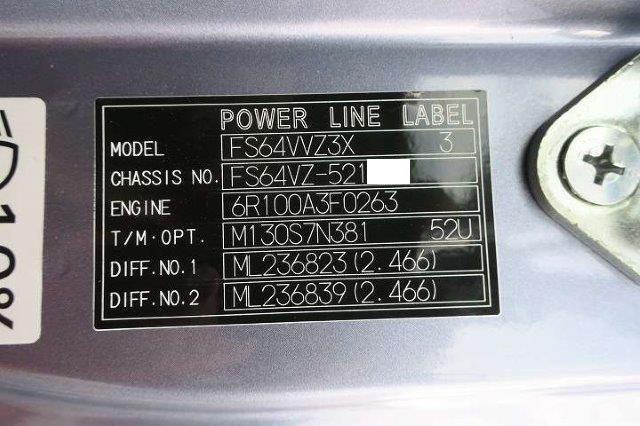 POWER LINE LABEL
MODEL FS64VVZ3X 3
CHASSIS NO. FS64VZ-521
ENGINE 6R100A3F0263
T/M·OPT. M130S7N381 52U
DIFF.NO.1 ML236823(2.466)
DIFF.NO.2 ML236839(2.466)